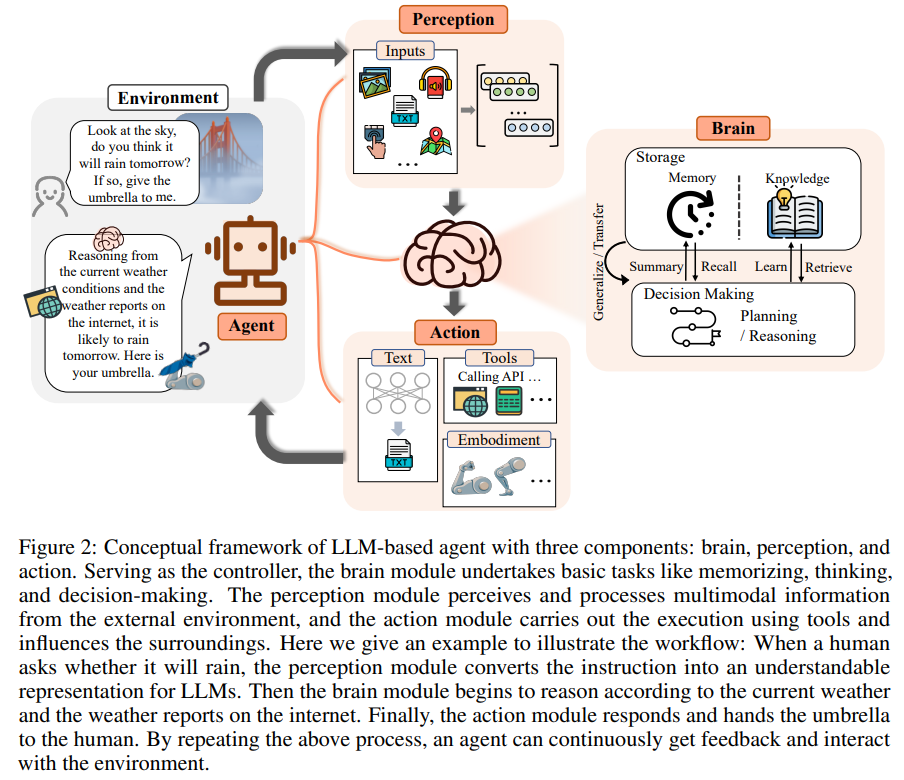 Perception
Inputs
TXT
...
...
Environment
Look at the sky,
do you think it
will rain tomorrow?
If so, give the
umbrella to me.
Reasoning from
the current weather
conditions and the
weather reports on
the internet, it is
likely to rain
tomorrow. Here is
your umbrella.
Agent
Brain
Storage
Memory
Knowledge
Generalize / Transfer
Summary
Recall
Learn
Retrieve
Decision Making
Planning
/ Reasoning
Action
Text
TXT
Tools
Calling API ...
...
Embodiment
...
Figure 2: Conceptual framework of LLM-based agent with three components: brain, perception, and
action. Serving as the controller, the brain module undertakes basic tasks like memorizing, thinking,
and decision-making. The perception module perceives and processes multimodal information
from the external environment, and the action module carries out the execution using tools and
influences the surroundings. Here we give an example to illustrate the workflow: When a human
asks whether it will rain, the perception module converts the instruction into an understandable
representation for LLMs. Then the brain module begins to reason according to the current weather
and the weather reports on the internet. Finally, the action module responds and hands the umbrella
to the human. By repeating the above process, an agent can continuously get feedback and interact
with the environment.